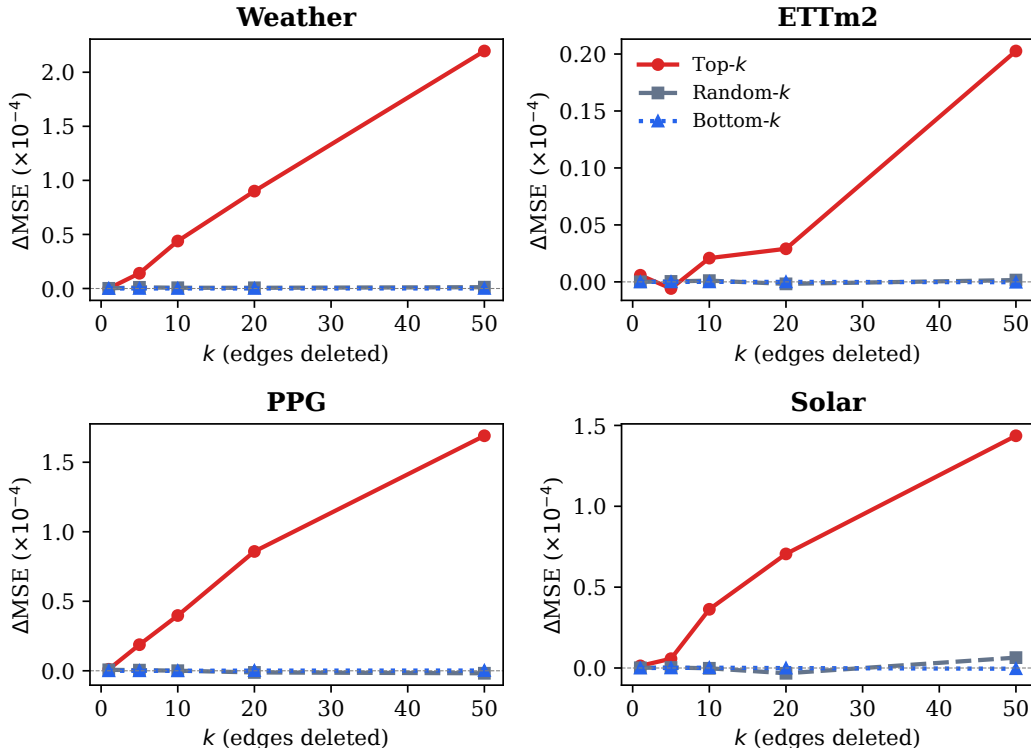 Weather
ΔMSE (×10⁻⁴)
2.0
1.5
1.0
0.5
0.0
0 10 20 30 40 50
k (edges deleted)
ETTm2
Top-k
Random-k
Bottom-k
ΔMSE (×10⁻⁴)
0.20
0.15
0.10
0.05
0.00
0 10 20 30 40 50
k (edges deleted)
PPG
ΔMSE (×10⁻⁴)
1.5
1.0
0.5
0.0
0 10 20 30 40 50
k (edges deleted)
Solar
ΔMSE (×10⁻⁴)
1.5
1.0
0.5
0.0
0 10 20 30 40 50
k (edges deleted)